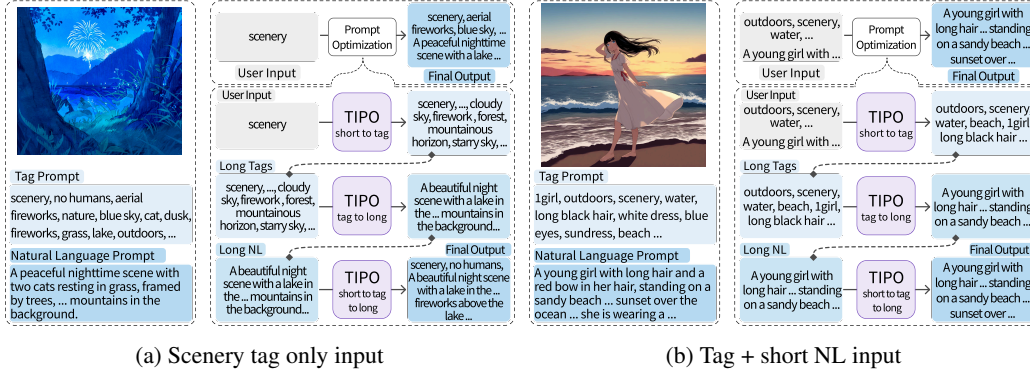 Tag Prompt
scenery, no humans, aerial
fireworks, nature, blue sky, cat, dusk,
fireworks, grass, lake, outdoors, ...
Natural Language Prompt
A peaceful nighttime scene with
two cats resting in grass, framed
by trees, ... mountains in the
background.
scenery
User Input
Prompt
Optimization
scenery, aerial
fireworks, blue sky, ...
A peaceful nighttime
scene with a lake ...
Final Output
User Input
scenery
TIPO
short to tag
scenery, ..., cloudy
sky, firework , forest,
mountainous
horizon, starry sky, ...
Long Tags
scenery, ..., cloudy
sky, firework , forest,
mountainous
horizon, starry sky, ...
TIPO
tag to long
A beautiful night
scene with a lake in
the ... mountains in
the background...
Long NL
A beautiful night
scene with a lake in
the ... mountains in
the background...
TIPO
short to tag
to long
Final Output
scenery, no humans,
A beautiful night scene
with a lake in the ...
fireworks above the
lake ...
(a) Scenery tag only input
Tag Prompt
1girl, outdoors, scenery, water,
long black hair, white dress, blue
eyes, sundress, beach ...
Natural Language Prompt
A young girl with long hair and a
red bow in her hair, standing on a
sandy beach ... sunset over the
ocean ... she is wearing a ...
outdoors, scenery,
water, ...
A young girl with ...
User Input
Prompt
Optimization
A young girl with
long hair ... standing
on a sandy beach ...
sunset over ...
Final Output
User Input
outdoors, scenery,
water, ...
A young girl with ...
TIPO
short to tag
outdoors, scenery,
water, beach, 1girl,
long black hair ...
Long Tags
outdoors, scenery,
water, beach, 1girl,
long black hair ...
TIPO
tag to long
A young girl with
long hair ... standing
on a sandy beach ...
Long NL
A young girl with
long hair ... standing
on a sandy beach ...
TIPO
short to tag
to long
Final Output
A young girl with
long hair ... standing
on a sandy beach ...
sunset over ...
(b) Tag + short NL input